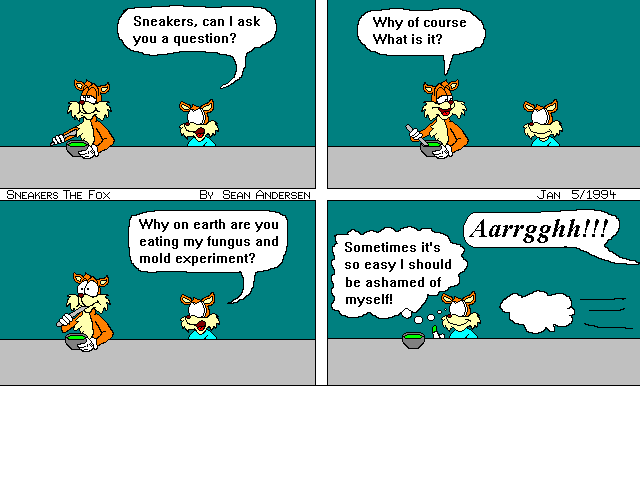 Sneakers, can I ask
you a question?
Why of course
What is it?
Sneakers The Fox
By Sean Andersen
Jan 5/1994
Why on earth are you
eating my fungus and
mold experiment?
Aarrgghh!!!
Sometimes it's
so easy I should
be ashamed of
myself!